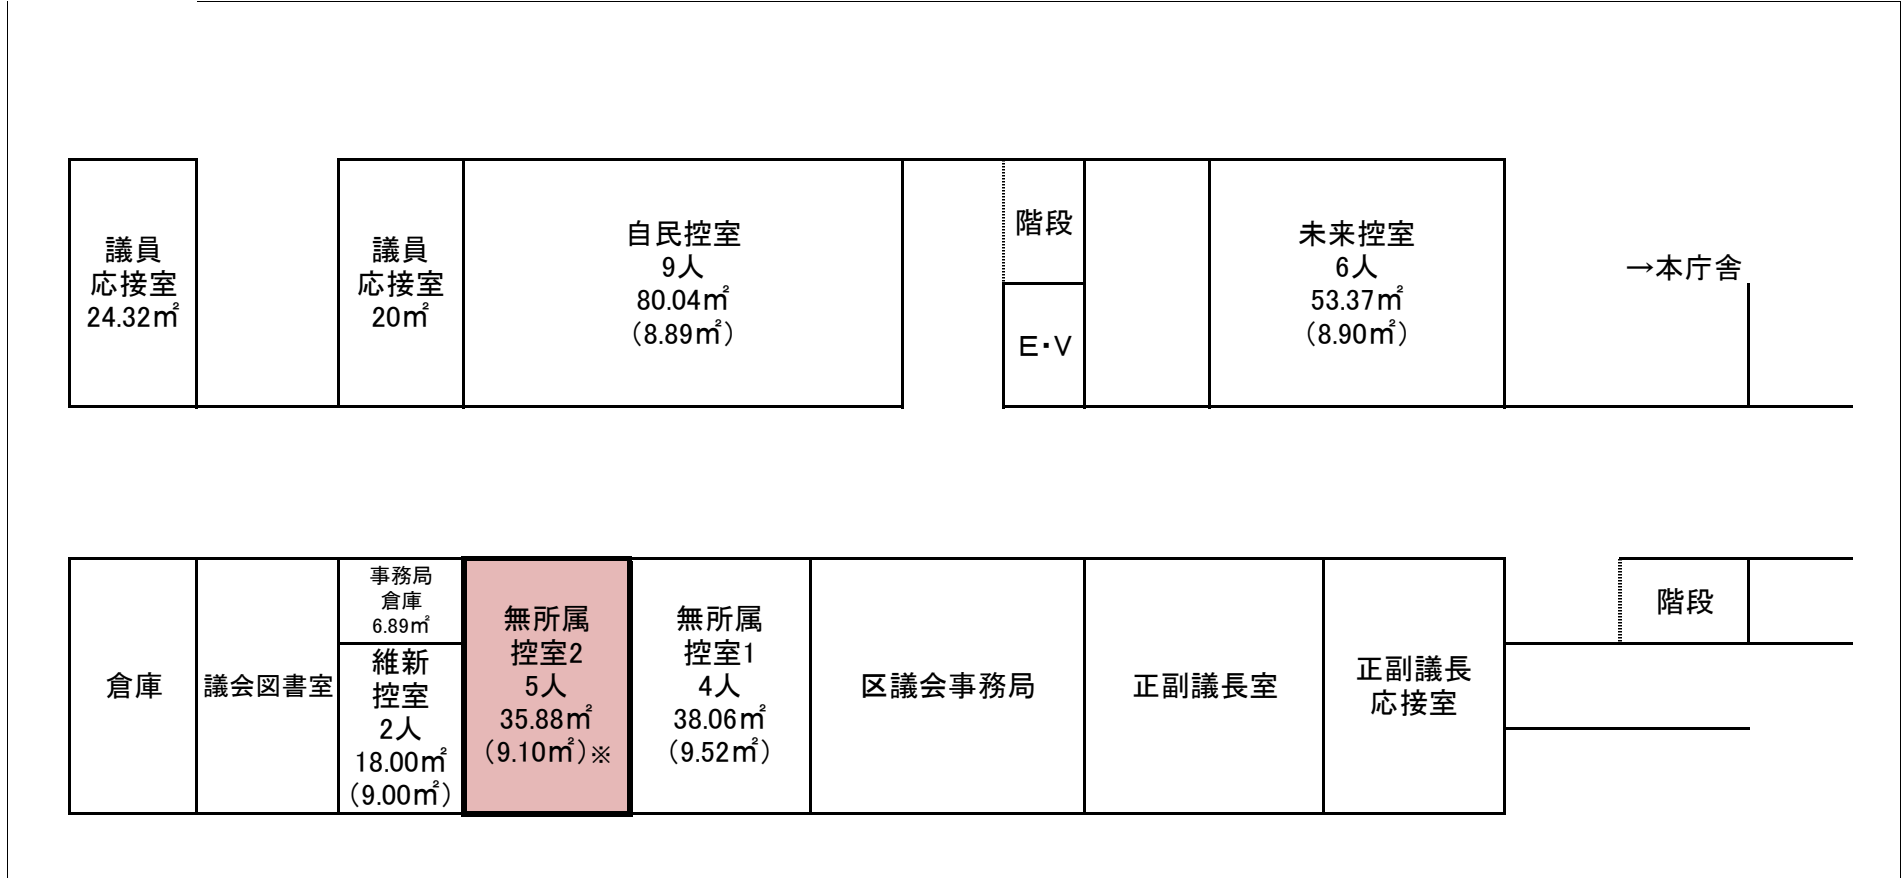 議員
応接室
24.32㎡
議員
応接室
20㎡
自民控室
9人
80.04㎡
(8.89㎡)
階段
E・V
未来控室
6人
53.37㎡
(8.90㎡)
→本庁舎
倉庫
議会図書室
事務局
倉庫
6.89㎡
維新
控室
2人
18.00㎡
(9.00㎡)
無所属
控室2
5人
35.88㎡
(9.10㎡)※
無所属
控室1
4人
38.06㎡
(9.52㎡)
区議会事務局
正副議長室
正副議長
応接室
階段